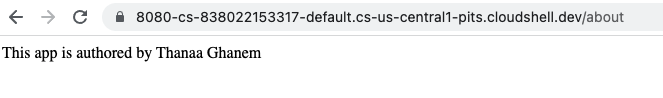 8080-cs-838022153317-default.cs-us-central1-pits.cloudshell.dev/about
This app is authored by Thanaa Ghanem